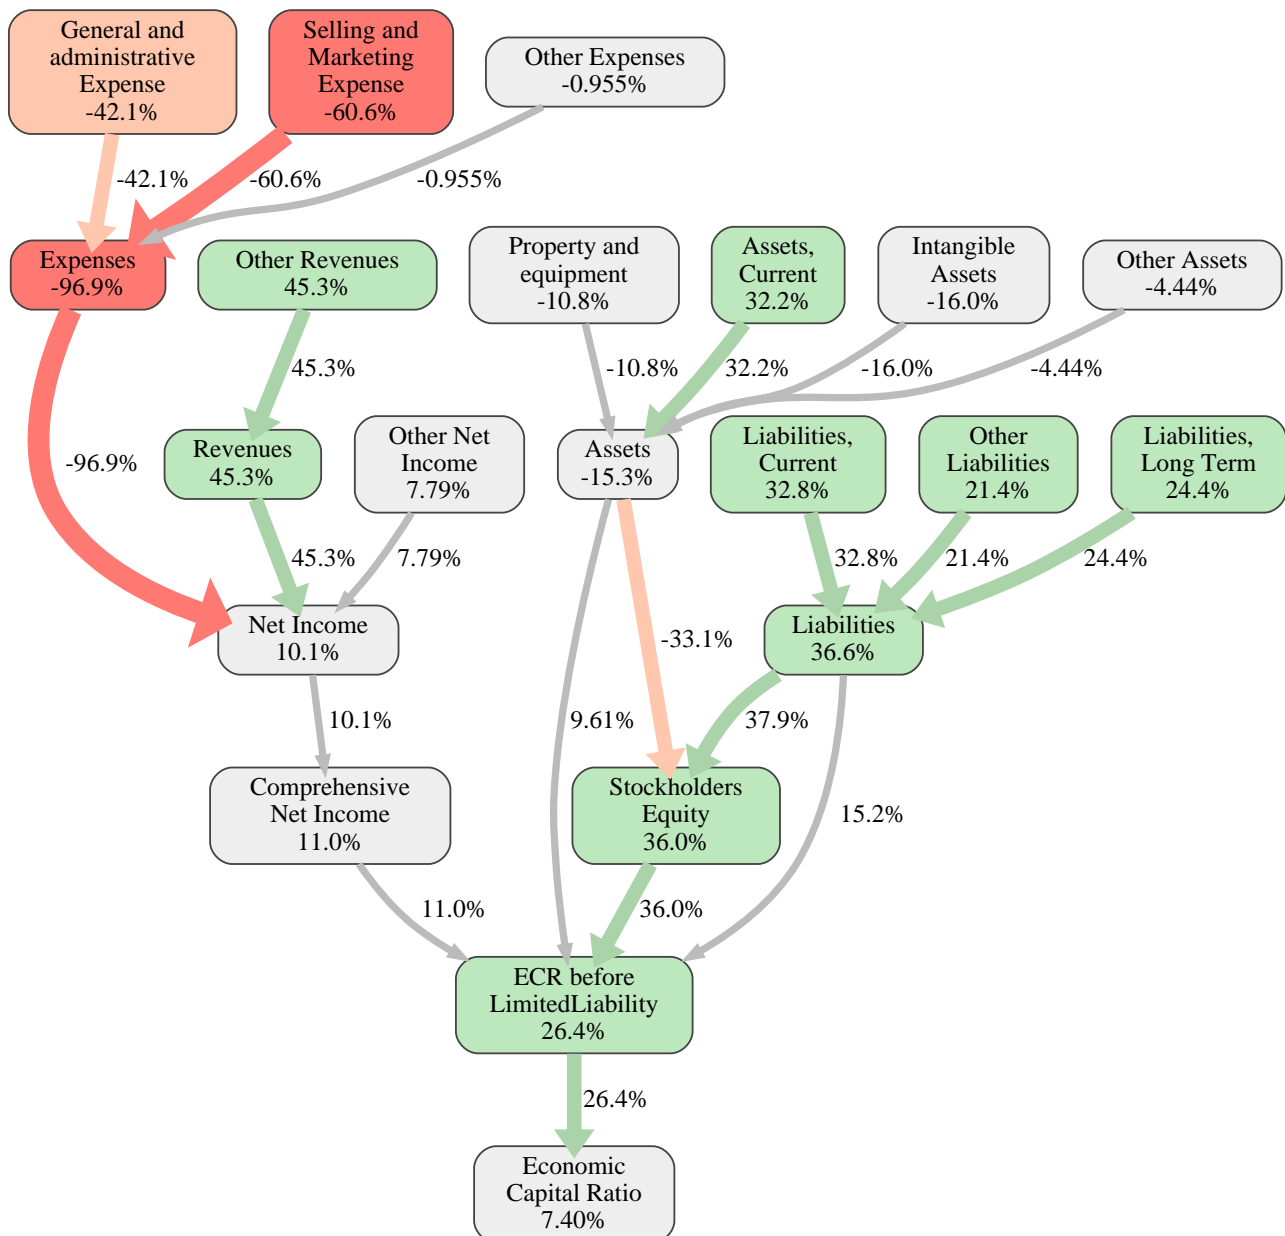 General and
administrative
Expense
-42.1%
Selling and
Marketing
Expense
-60.6%
Other Expenses
-0.955%
-42.1%
-60.6%
-0.955%
Expenses
-96.9%
Other Revenues
45.3%
Property and
equipment
-10.8%
Assets,
Current
32.2%
Intangible
Assets
-16.0%
Other Assets
-4.44%
45.3%
-10.8%
32.2%
-16.0%
-4.44%
-96.9%
Revenues
45.3%
Other Net
Income
7.79%
Assets
-15.3%
Liabilities,
Current
32.8%
Other
Liabilities
21.4%
Liabilities,
Long Term
24.4%
45.3%
7.79%
32.8%
21.4%
24.4%
Net Income
10.1%
-33.1%
Liabilities
36.6%
10.1%
9.61%
37.9%
Comprehensive
Net Income
11.0%
Stockholders
Equity
36.0%
15.2%
11.0%
36.0%
ECR before
LimitedLiability
26.4%
26.4%
Economic
Capital Ratio
7.40%